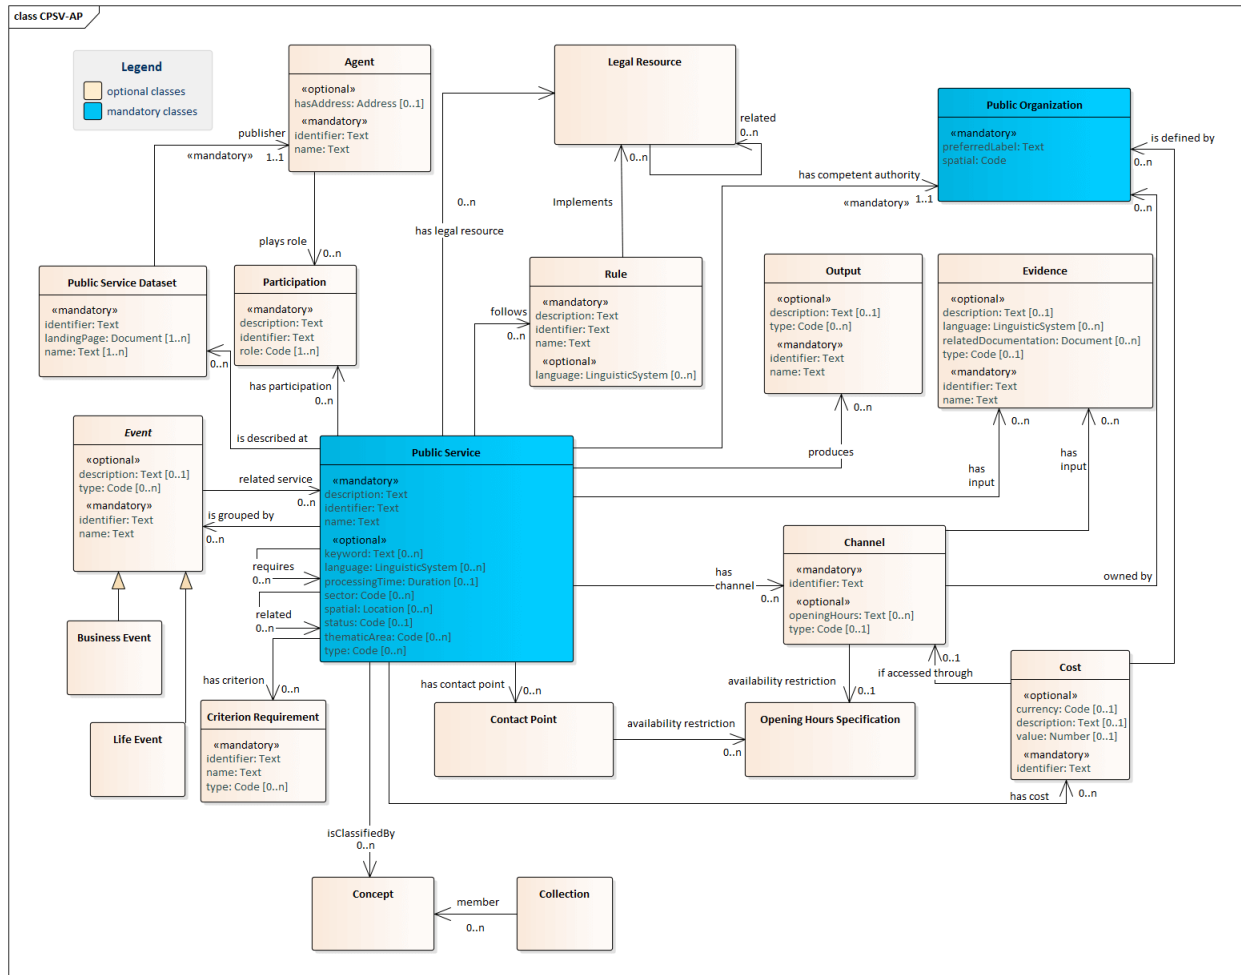 class CPSV-AP
Legend
optional classes
mandatory classes
Agent
«optional»
hasAddress: Address [0..1]
«mandatory»
identifier: Text
name: Text
Legal Resource
related
0..n
0..n
Public Organization
«mandatory»
preferredLabel: Text
spatial: Code
is defined by
0..n
publisher
«mandatory»
1..1
has competent authority
«mandatory»
1..1
0..n
0..n
has legal resource
Implements
plays role
0..n
Public Service Dataset
«mandatory»
identifier: Text
landingPage: Document [1..n]
name: Text [1..n]
0..n
Participation
«mandatory»
description: Text
identifier: Text
role: Code [1..n]
has participation
0..n
follows
0..n
Rule
«mandatory»
description: Text
identifier: Text
name: Text
«optional»
language: LinguisticSystem [0..n]
Output
«optional»
description: Text [0..1]
type: Code [0..n]
«mandatory»
identifier: Text
name: Text
0..n
produces
Evidence
«optional»
description: Text [0..1]
language: LinguisticSystem [0..n]
relatedDocumentation: Document [0..n]
type: Code [0..1]
«mandatory»
identifier: Text
name: Text
0..n
0..n
has
input
has
input
is described at
Event
«optional»
description: Text [0..1]
type: Code [0..n]
«mandatory»
identifier: Text
name: Text
related service
0..n
is grouped by
0..n
requires
0..n
related
0..n
Public Service
«mandatory»
description: Text
identifier: Text
name: Text
«optional»
keyword: Text [0..n]
language: LinguisticSystem [0..n]
processingTime: Duration [0..1]
sector: Code [0..n]
spatial: Location [0..n]
status: Code [0..1]
thematicArea: Code [0..n]
type: Code [0..n]
has
channel
0..n
Channel
«mandatory»
identifier: Text
«optional»
openingHours: Text [0..n]
type: Code [0..1]
owned by
0..1
if accessed through
Business Event
Life Event
has criterion
0..n
Criterion Requirement
«mandatory»
identifier: Text
name: Text
type: Code [0..n]
has contact point
0..n
Contact Point
availability restriction
0..n
availability restriction
0..1
Opening Hours Specification
Cost
«optional»
currency: Code [0..1]
description: Text [0..1]
value: Number [0..1]
«mandatory»
identifier: Text
has cost
0..n
isClassifiedBy
0..n
Concept
member
0..n
Collection